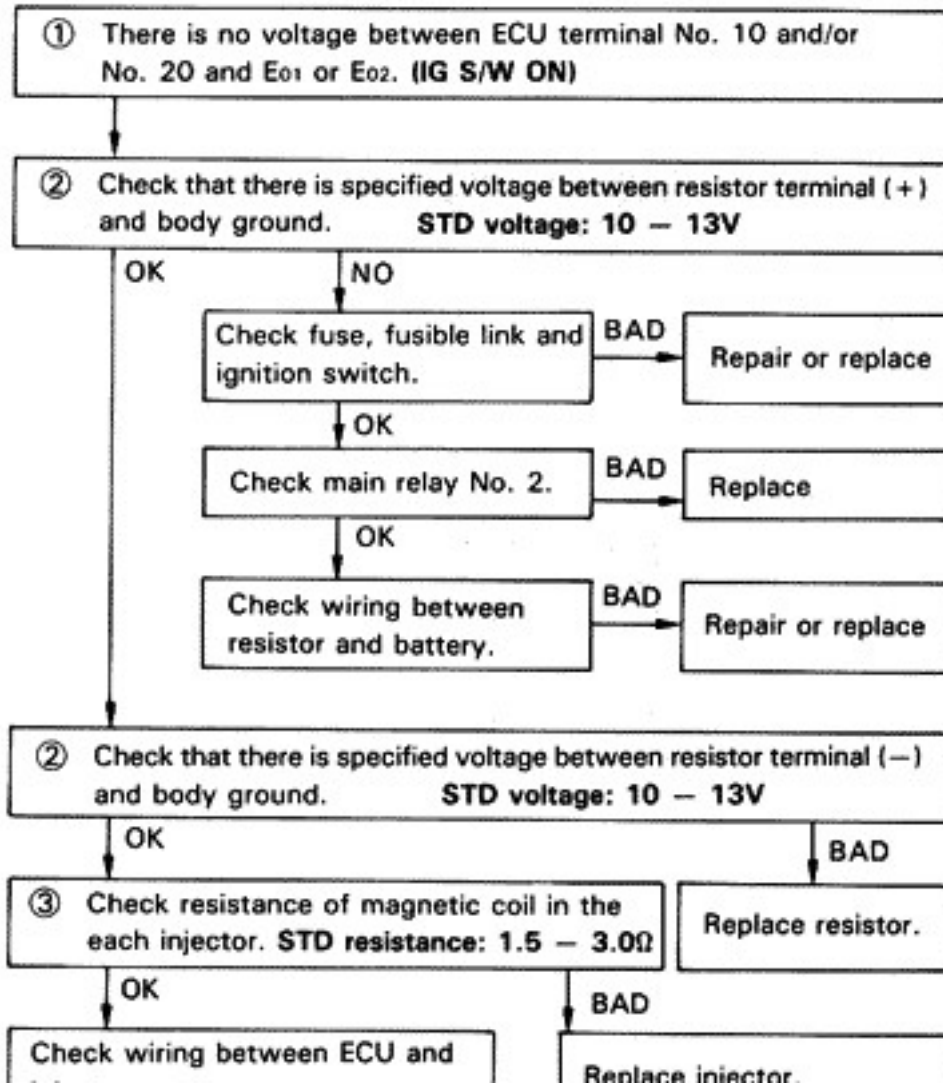 ① There is no voltage between ECU terminal No. 10 and/or
No. 20 and E01 or E02. (IG S/W ON)
② Check that there is specified voltage between resistor terminal (+)
and body ground. STD voltage: 10 — 13V
OK
NO
Check fuse, fusible link and
ignition switch.
BAD
Repair or replace
OK
Check main relay No. 2.
BAD
Replace
OK
Check wiring between
resistor and battery.
BAD
Repair or replace
② Check that there is specified voltage between resistor terminal (—)
and body ground. STD voltage: 10 — 13V
OK
BAD
③ Check resistance of magnetic coil in the
each injector. STD resistance: 1.5 — 3.0Ω
Replace resistor.
OK
BAD
Check wiring between ECU and
Replace injector.